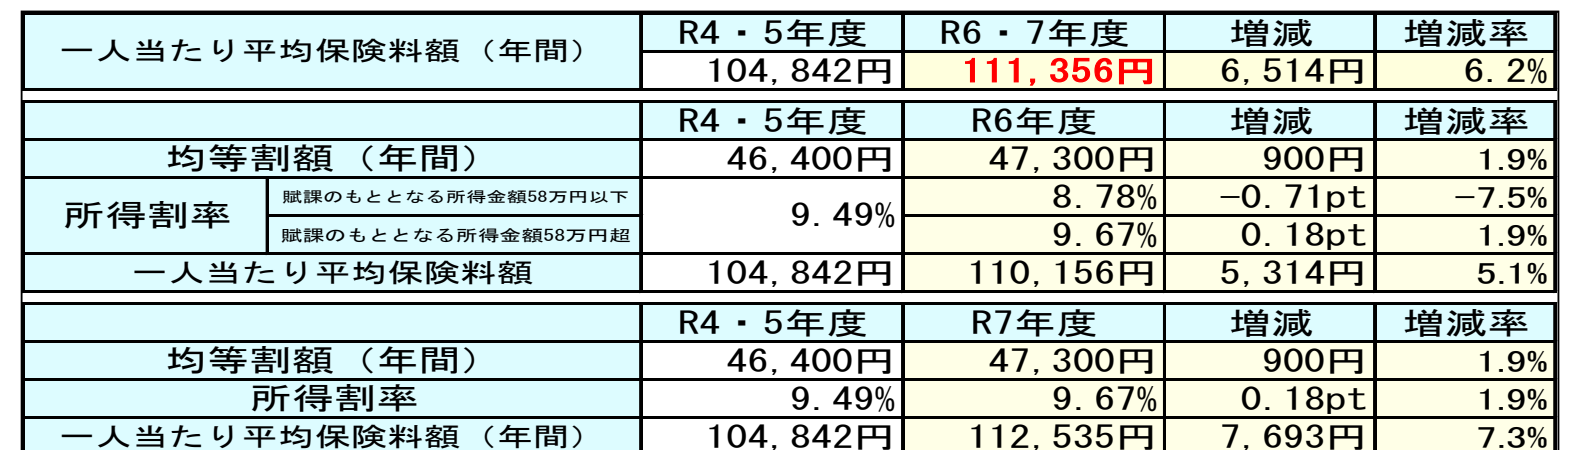 一人当たり平均保険料額（年間） R4・5年度 R6・7年度 増減 増減率
104,842円 111,356円 6,514円 6.2%
R4・5年度 R6年度 増減 増減率
均等割額（年間） 46,400円 47,300円 900円 1.9%
所得割率 賦課のもととなる所得金額58万円以下 9.49% 8.78% −0.71pt −7.5%
賦課のもととなる所得金額58万円超 9.67% 0.18pt 1.9%
一人当たり平均保険料額 104,842円 110,156円 5,314円 5.1%
R4・5年度 R7年度 増減 増減率
均等割額（年間） 46,400円 47,300円 900円 1.9%
所得割率 9.49% 9.67% 0.18pt 1.9%
一人当たり平均保険料額（年間） 104,842円 112,535円 7,693円 7.3%